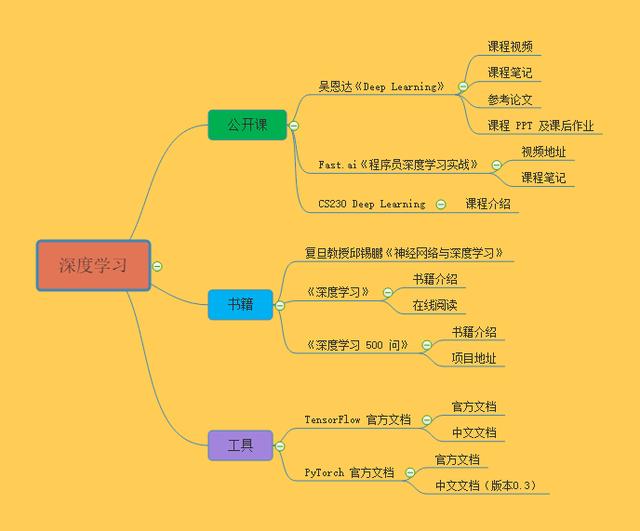 深度学习
公开课
吴恩达《Deep Learning》
课程视频
课程笔记
参考论文
课程 PPT 及课后作业
Fast.ai《程序员深度学习实战》
视频地址
课程笔记
CS230 Deep Learning
课程介绍
书籍
复旦教授邱锡鹏《神经网络与深度学习》
《深度学习》
书籍介绍
在线阅读
《深度学习 500 问》
书籍介绍
项目地址
工具
TensorFlow 官方文档
官方文档
中文文档
PyTorch 官方文档
官方文档
中文文档（版本0.3）